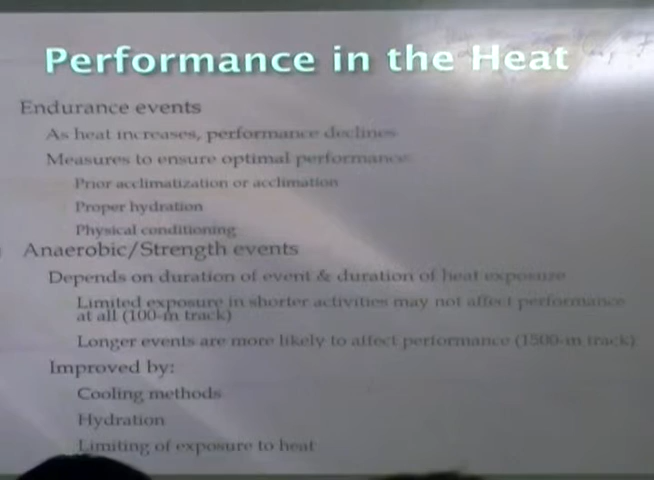 Performance in the Heat
Endurance events
As heat increases, performance declines
Measures to ensure optimal performance
Prior acclimatization or acclimation
Proper hydration
Physical conditioning
Anaerobic/Strength events
Depends on duration of event & duration of heat exposure
Limited exposure in shorter activities may not affect performance
at all (100-m track)
Longer events are more likely to affect performance (1500-m track)
Improved by:
Cooling methods
Hydration
Limiting of exposure to heat